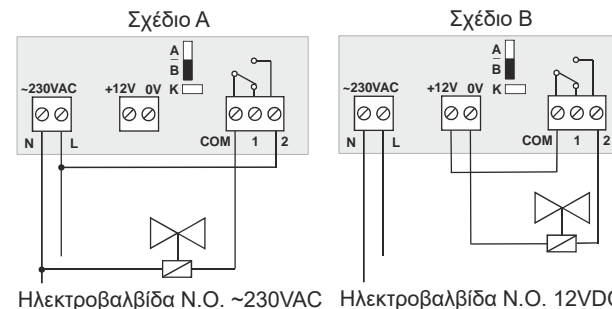 Σχέδιο Α
~230VAC
+12V 0V
A
B
K
N L
COM 1 2
Ηλεκτροβαλβίδα N.O. ~230VAC
Σχέδιο Β
~230VAC
+12V 0V
A
B
K
N L
COM 1 2
Ηλεκτροβαλβίδα N.O. 12VDC